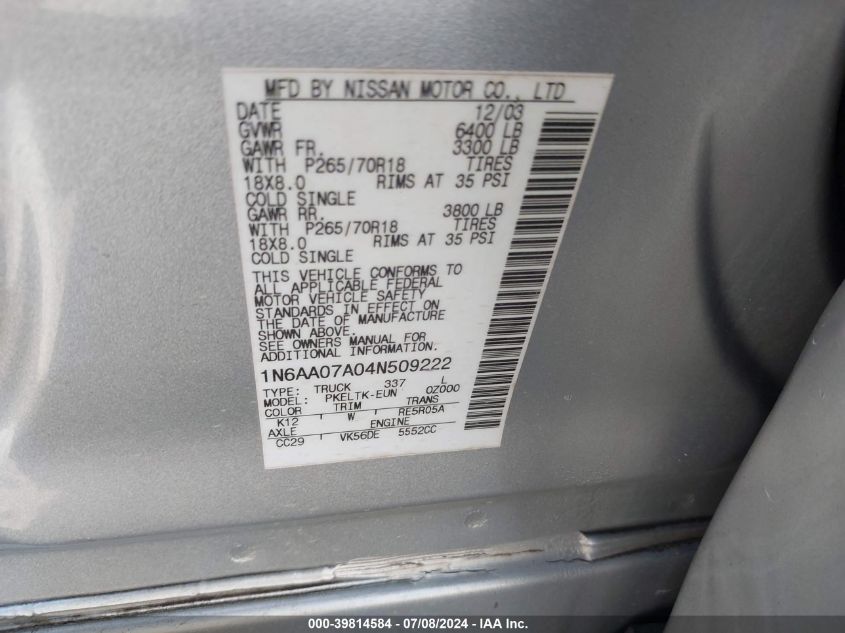 MFD BY NISSAN MOTOR CO., LTD
DATE 12/03
GVWR 6400 LB
GAWR FR. 3300 LB
WITH P265/70R18 TIRES
18X8.0 RIMS AT 35 PSI
COLD SINGLE
GAWR RR. 3800 LB
WITH P265/70R18 TIRES
18X8.0 RIMS AT 35 PSI
COLD SINGLE
THIS VEHICLE CONFORMS TO
ALL APPLICABLE FEDERAL
MOTOR VEHICLE SAFETY
STANDARDS IN EFFECT ON
THE DATE OF MANUFACTURE
SHOWN ABOVE.
SEE OWNERS MANUAL FOR
ADDITIONAL INFORMATION.
1N6AA07A04N509222
TYPE: TRUCK 337 L
MODEL: PKELTK-EUN 0Z000
COLOR TRIM TRANS
K12 W RE5R05A
AXLE ENGINE
CC29 VK56DE 5552CC
000-39814584 - 07/08/2024 - IAA Inc.